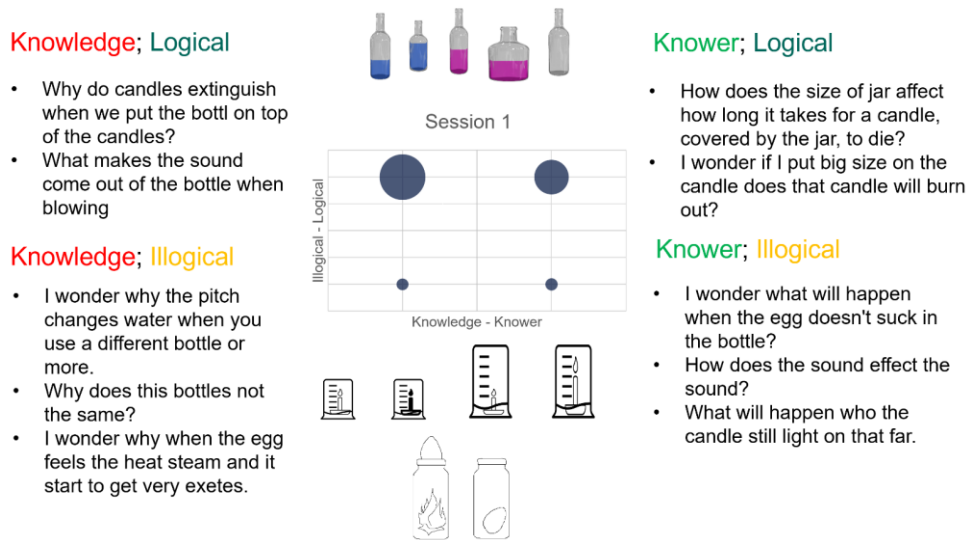 Knowledge; Logical
• Why do candles extinguish
when we put the bottl on top
of the candles?
• What makes the sound
come out of the bottle when
blowing
Knowledge; Illogical
• I wonder why the pitch
changes water when you
use a different bottle or
more.
• Why does this bottles not
the same?
• I wonder why when the egg
feels the heat steam and it
start to get very exetes.
Session 1
Illogical - Logical
Knowledge - Knower
Knower; Logical
• How does the size of jar affect
how long it takes for a candle,
covered by the jar, to die?
• I wonder if I put big size on the
candle does that candle will burn
out?
Knower; Illogical
• I wonder what will happen
when the egg doesn't suck in
the bottle?
• How does the sound effect the
sound?
• What will happen who the
candle still light on that far.